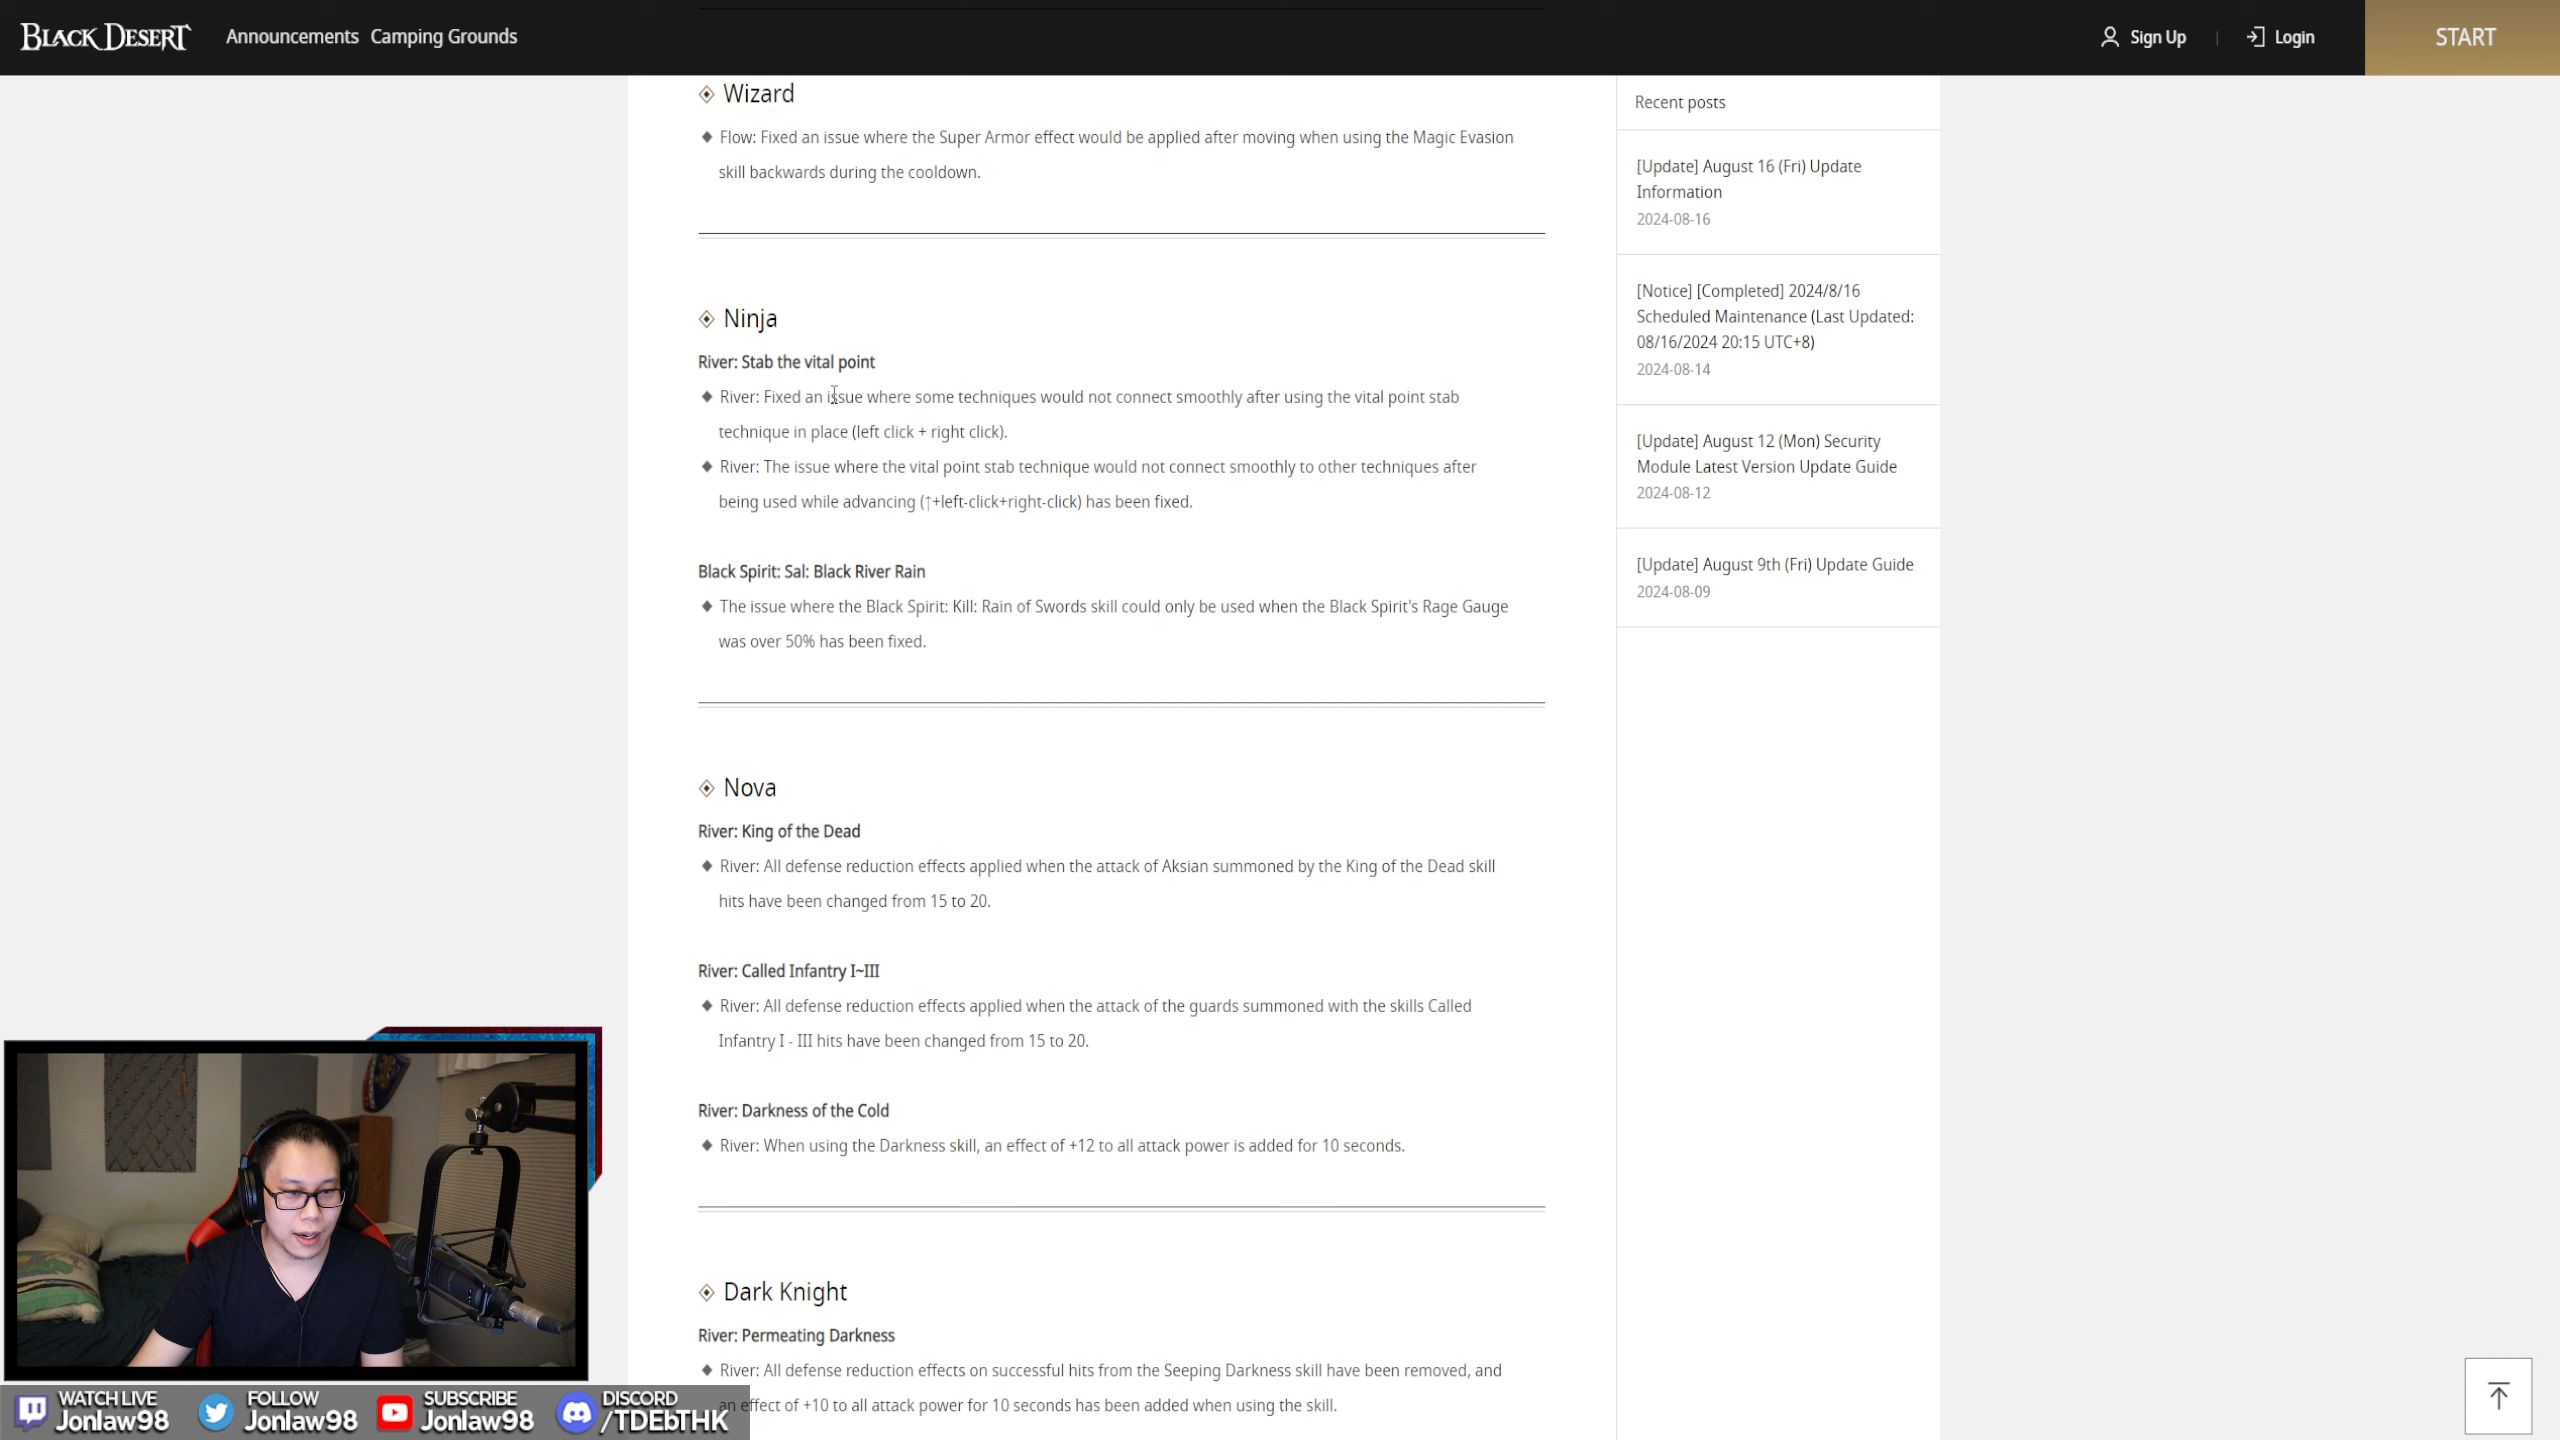 BLACK DESERT
Announcements Camping Grounds
Sign Up
Login
START
Wizard
Flow: Fixed an issue where the Super Armor effect would be applied after moving when using the Magic Evasion
skill backwards during the cooldown.
Ninja
River: Stab the vital point
River: Fixed an issue where some techniques would not connect smoothly after using the vital point stab
technique in place (left click + right click).
River: The issue where the vital point stab technique would not connect smoothly to other techniques after
being used while advancing (↑+left-click+right-click) has been fixed.
Black Spirit: Sal: Black River Rain
The issue where the Black Spirit: Kill: Rain of Swords skill could only be used when the Black Spirit's Rage Gauge
was over 50% has been fixed.
Nova
River: King of the Dead
River: All defense reduction effects applied when the attack of Aksian summoned by the King of the Dead skill
hits have been changed from 15 to 20.
River: Called Infantry I~III
River: All defense reduction effects applied when the attack of the guards summoned with the skills Called
Infantry I - III hits have been changed from 15 to 20.
River: Darkness of the Cold
River: When using the Darkness skill, an effect of +12 to all attack power is added for 10 seconds.
Dark Knight
River: Permeating Darkness
River: All defense reduction effects on successful hits from the Seeping Darkness skill have been removed, and
an effect of +10 to all attack power for 10 seconds has been added when using the skill.
Recent posts
[Update] August 16 (Fri) Update
Information
2024-08-16
[Notice] [Completed] 2024/8/16
Scheduled Maintenance (Last Updated:
08/16/2024 20:15 UTC+8)
2024-08-14
[Update] August 12 (Mon) Security
Module Latest Version Update Guide
2024-08-12
[Update] August 9th (Fri) Update Guide
2024-08-09
WATCH LIVE
Jonlaw98
FOLLOW
Jonlaw98
SUBSCRIBE
Jonlaw98
DISCORD
/TDEbTHK